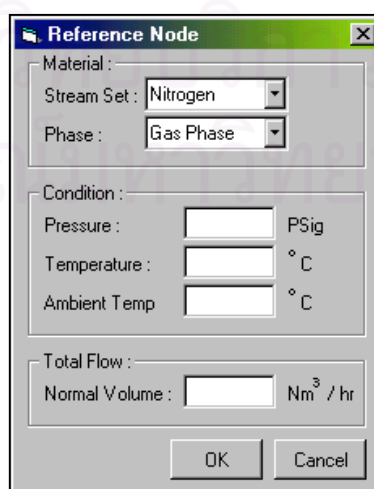 Reference Node
Material :
Stream Set : Nitrogen
Phase : Gas Phase
Condition :
Pressure : PSig
Temperature : °C
Ambient Temp °C
Total Flow :
Normal Volume : Nm³ / hr
OK Cancel